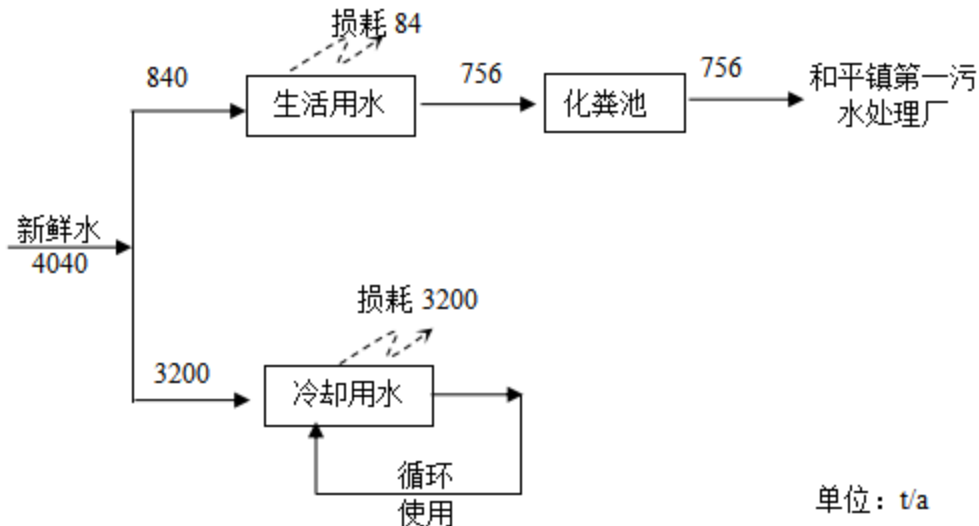 损耗 84
840
756
756
生活用水
化粪池
和平镇第一污
水处理厂
新鲜水
4040
损耗 3200
3200
冷却用水
循环
使用
单位：t/a